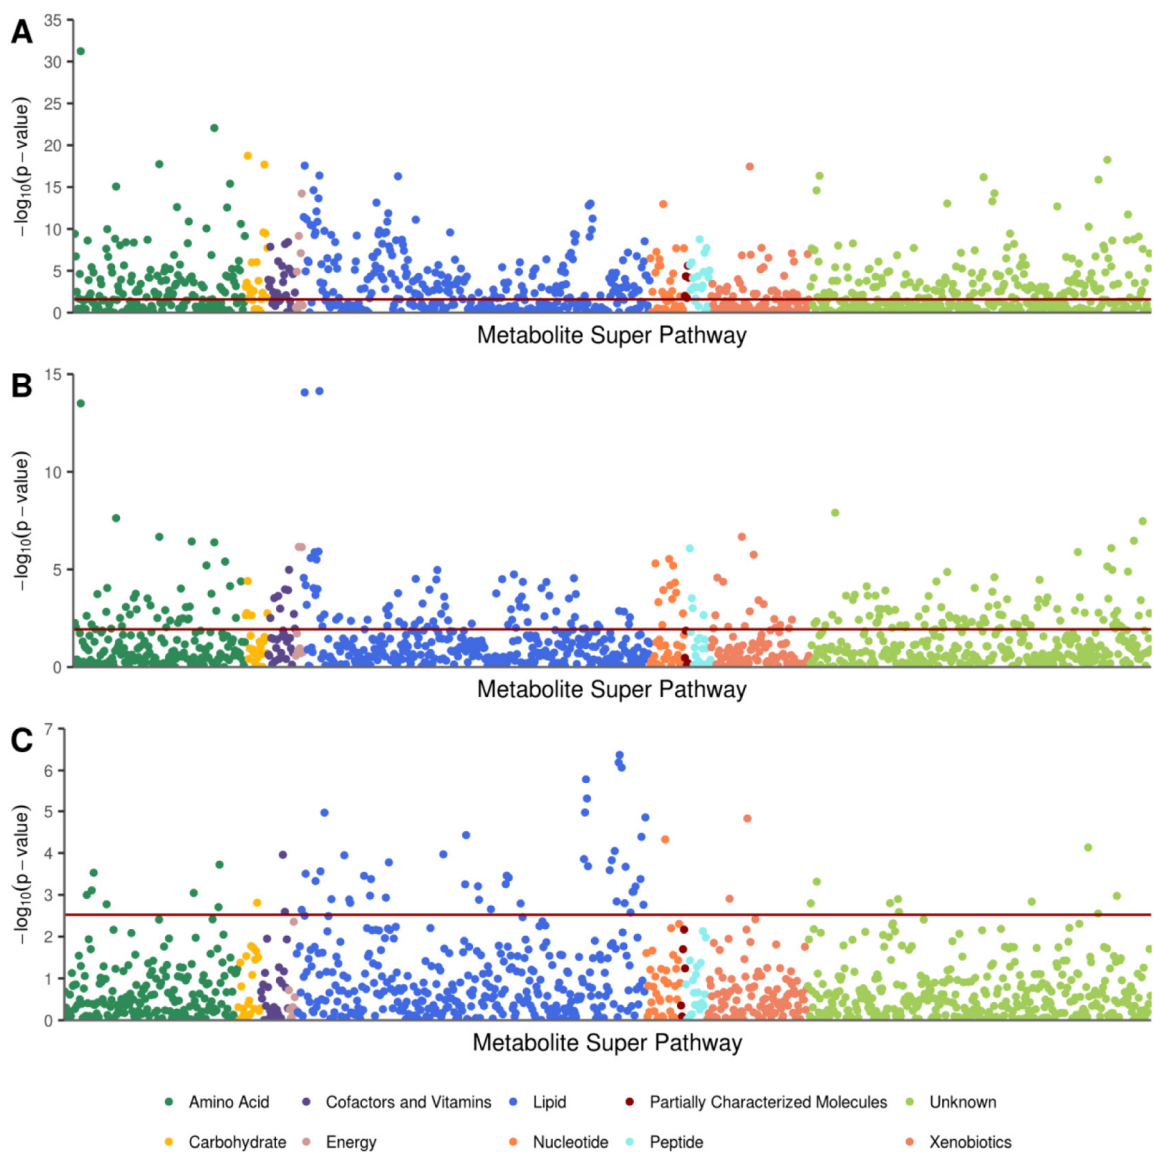 A
35
30
25
20
15
10
5
0
−log10(p − value)
Metabolite Super Pathway
B
15
10
5
0
−log10(p − value)
Metabolite Super Pathway
C
7
6
5
4
3
2
1
0
−log10(p − value)
Metabolite Super Pathway
Amino Acid Cofactors and Vitamins Lipid Partially Characterized Molecules Unknown
Carbohydrate Energy Nucleotide Peptide Xenobiotics